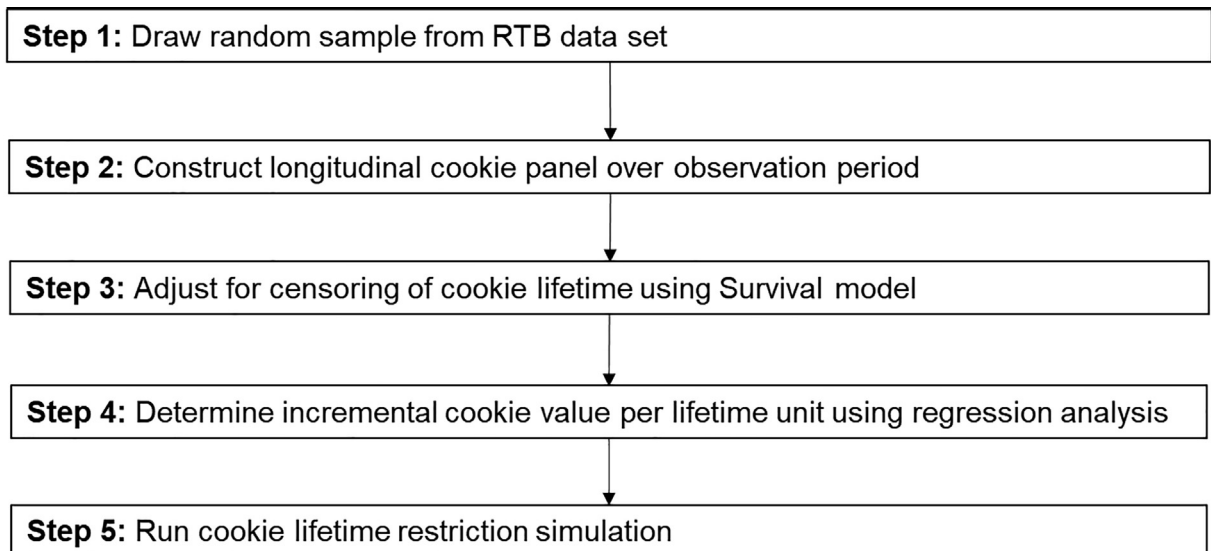 Step 1: Draw random sample from RTB data set
Step 2: Construct longitudinal cookie panel over observation period
Step 3: Adjust for censoring of cookie lifetime using Survival model
Step 4: Determine incremental cookie value per lifetime unit using regression analysis
Step 5: Run cookie lifetime restriction simulation